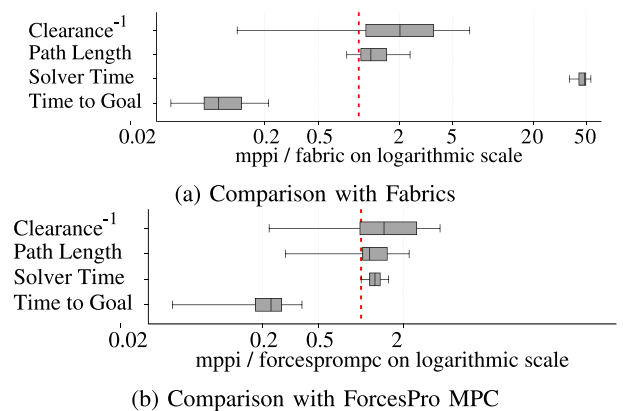 Clearance-1
Path Length
Solver Time
Time to Goal
0.02 0.2 0.5 2 5 20 50
mppi / fabric on logarithmic scale
(a) Comparison with Fabrics
Clearance-1
Path Length
Solver Time
Time to Goal
0.02 0.2 0.5 2
mppi / forcesprompc on logarithmic scale
(b) Comparison with ForcesPro MPC